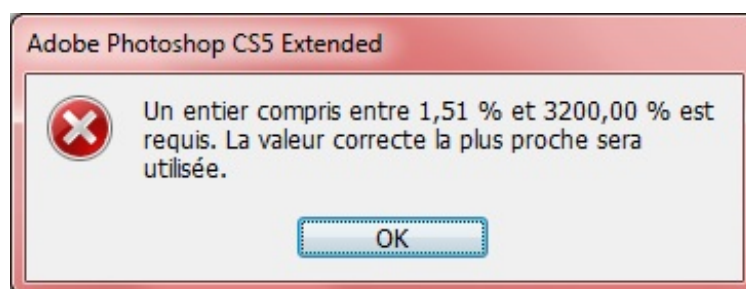 Adobe Photoshop CS5 Extended
Un entier compris entre 1,51 % et 3200,00 % est
requis. La valeur correcte la plus proche sera
utilisée.
OK